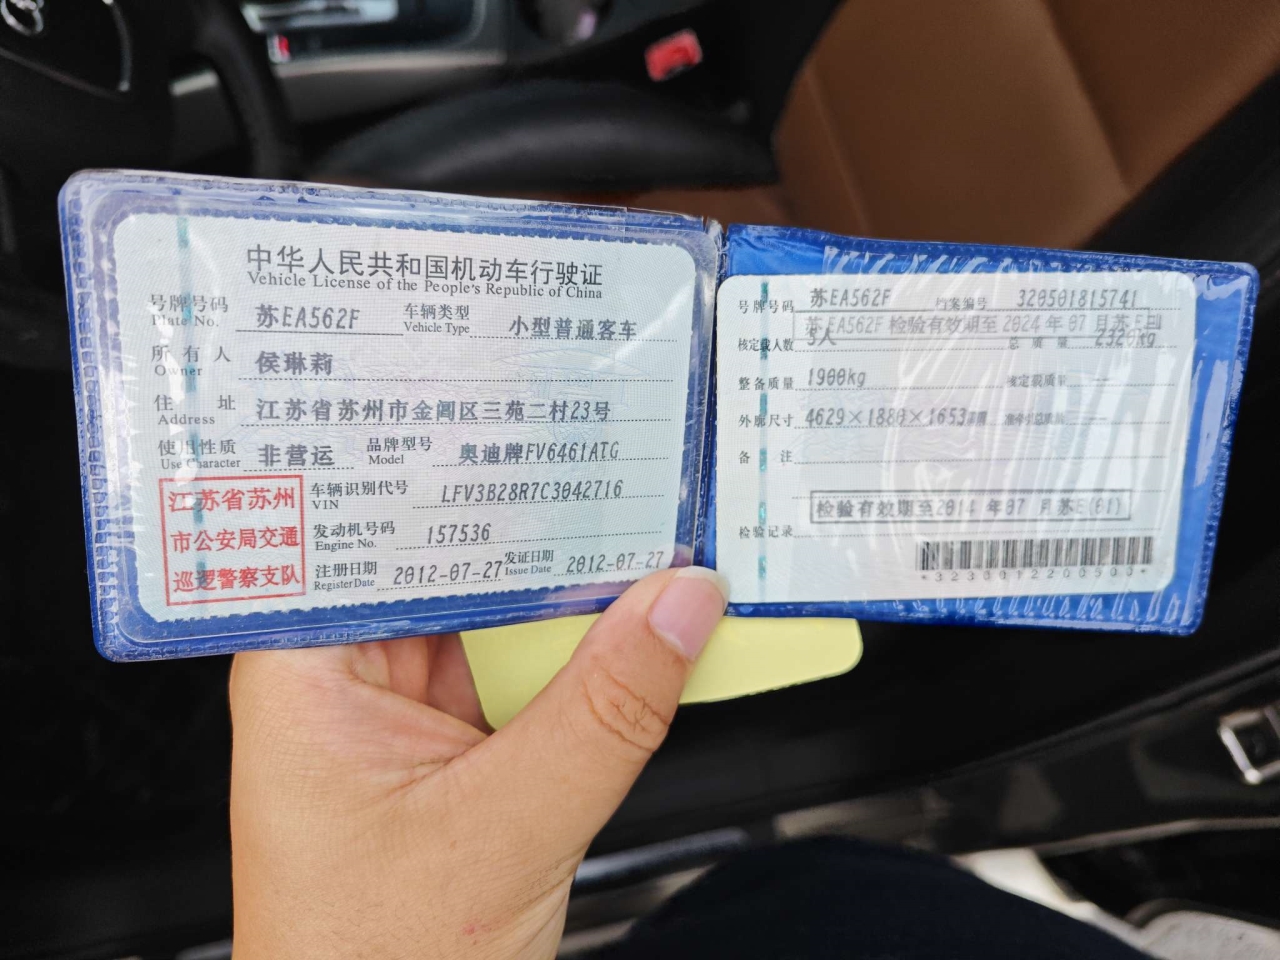 中华人民共和国机动车行驶证
Vehicle License of the People's Republic of China
号牌号码 苏EA562F 车辆类型 小型普通客车
Plate No. Vehicle Type
所有人 侯琳莉
Owner
住址 江苏省苏州市金阊区三苑二村23号
Address
使用性质 非营运 品牌型号 奥迪牌FV6461ATG
Use Character Model
江苏省苏州
市公安局交通
巡逻警察支队
车辆识别代号 LFV3B28R7C3042716
VIN
发动机号码 157536
Engine No.
注册日期 2012-07-27 发证日期 2012-07-27
Register Date Issue Date
号牌号码 苏EA562F 档案编号 320501815741
苏EA562F 检验有效期至2024年07月苏E
核定载人数 5人 总质量 2320kg
整备质量 1900kg 核定载质量 --
外廓尺寸 4629×1880×1653 --
备注
检验有效期至2014年07月苏E(01)
检验记录